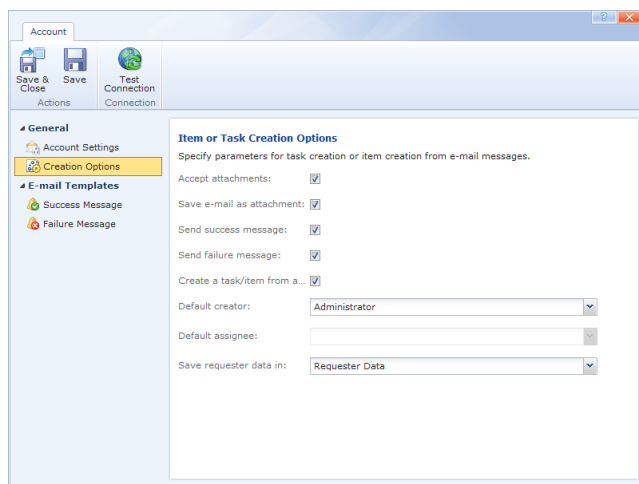 Account
Save & Close
Save
Test Connection
Actions
Connection
General
Account Settings
Creation Options
E-mail Templates
Success Message
Failure Message
Item or Task Creation Options
Specify parameters for task creation or item creation from e-mail messages.
Accept attachments:
Save e-mail as attachment:
Send success message:
Send failure message:
Create a task/item from a...
Default creator: Administrator
Default assignee:
Save requester data in: Requester Data